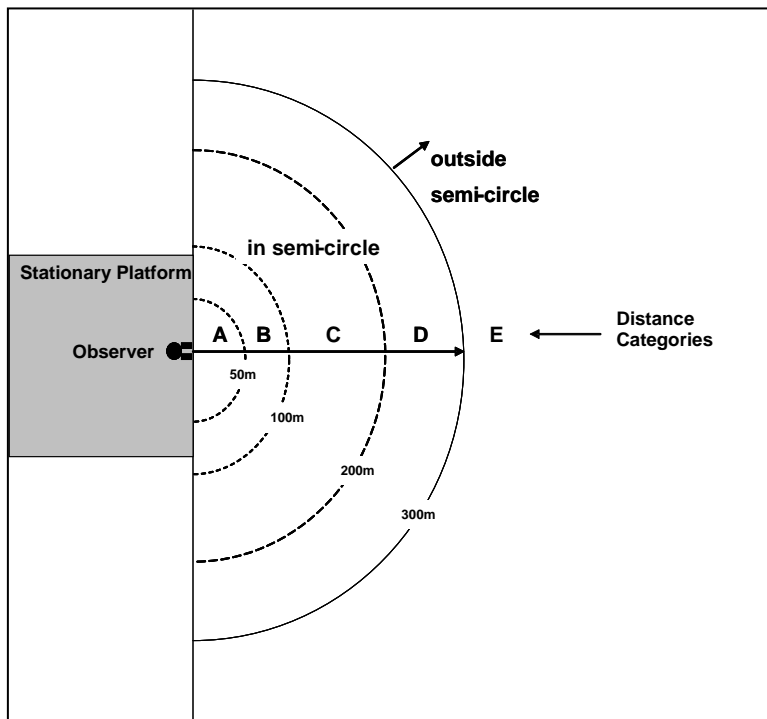 outside
semi-circle
in semi-circle
Stationary Platform
A B C D E
Distance
Categories
Observer
50m
100m
200m
300m